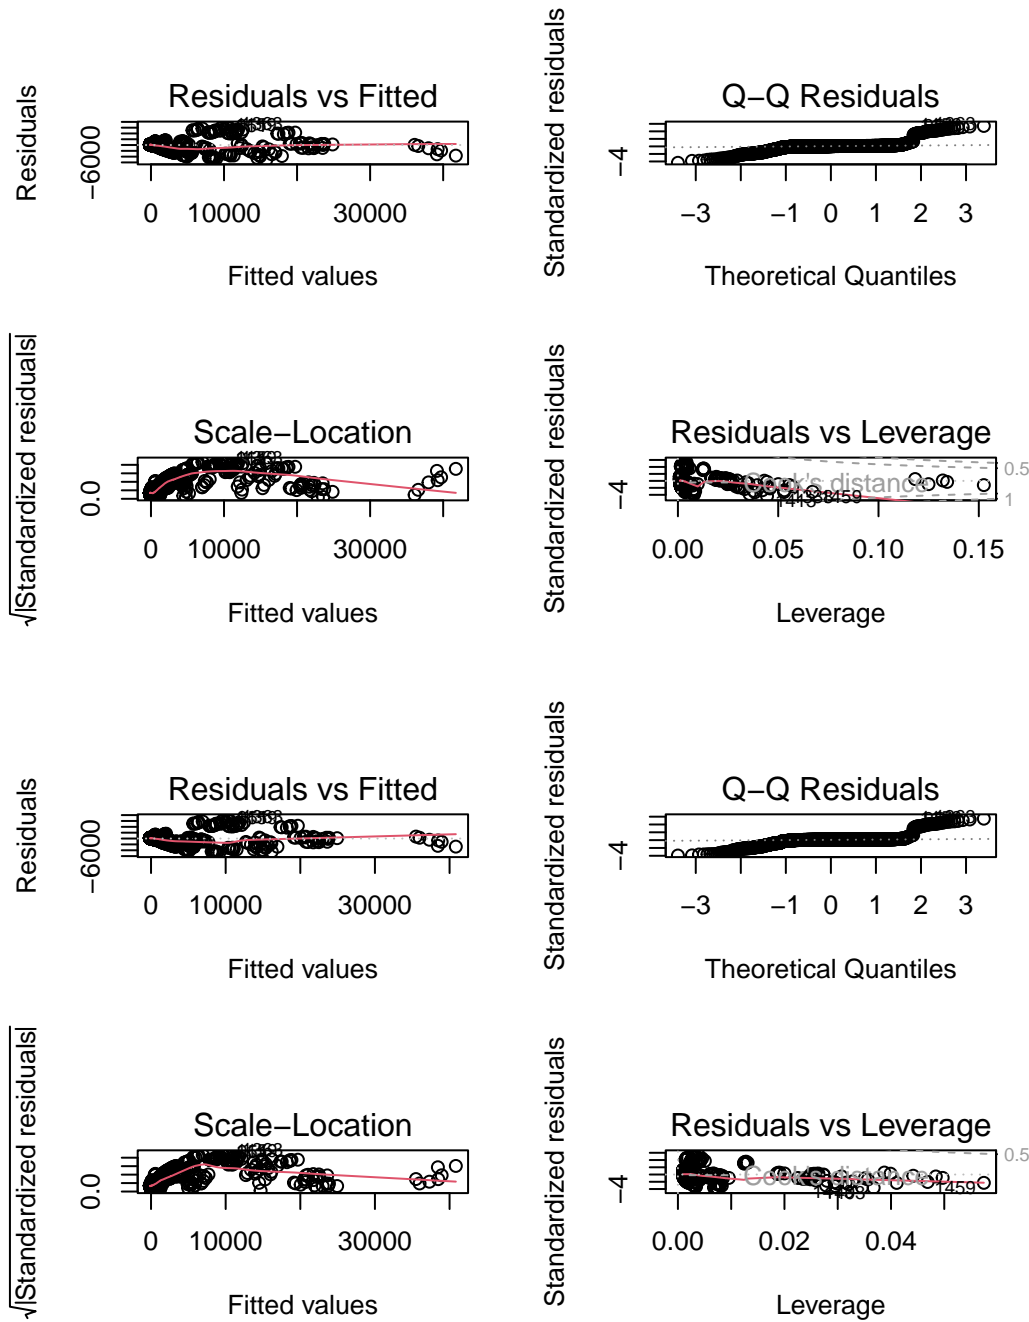 Residuals vs Fitted
Residuals
−6000
0 10000 30000
Fitted values
Q−Q Residuals
Standardized residuals
−4
−3 −1 0 1 2 3
Theoretical Quantiles
Scale−Location
√|Standardized residuals|
0.0
0 10000 30000
Fitted values
Residuals vs Leverage
Standardized residuals
−4
Cook's distance
0.5
1
0.00 0.05 0.10 0.15
Leverage
Residuals vs Fitted
Residuals
−6000
0 10000 30000
Fitted values
Q−Q Residuals
Standardized residuals
−4
−3 −1 0 1 2 3
Theoretical Quantiles
Scale−Location
√|Standardized residuals|
0.0
0 10000 30000
Fitted values
Residuals vs Leverage
Standardized residuals
−4
Cook's distance
0.5
1459
0.00 0.02 0.04
Leverage